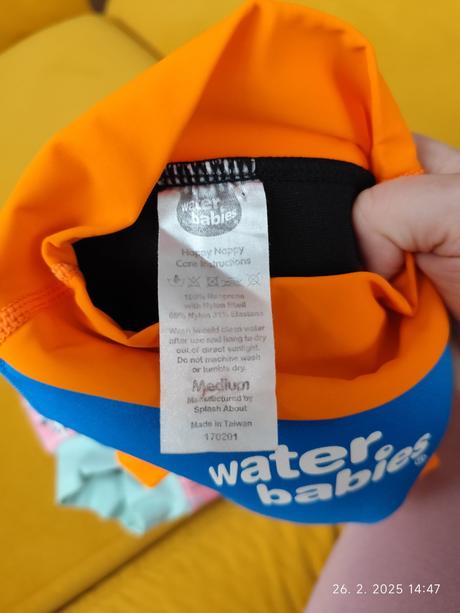 water
babies
Happy Nappy
Care Instructions
100% Neoprene
with Nylon
69% Nylon 31% Elastane
Wash in cold clean water
after use and hang to dry
out of direct sunlight.
Do not machine wash
or tumble dry.
Medium
Manufactured by
Splash About
Made in Taiwan
170201
water
babies®
26. 2. 2025 14:47